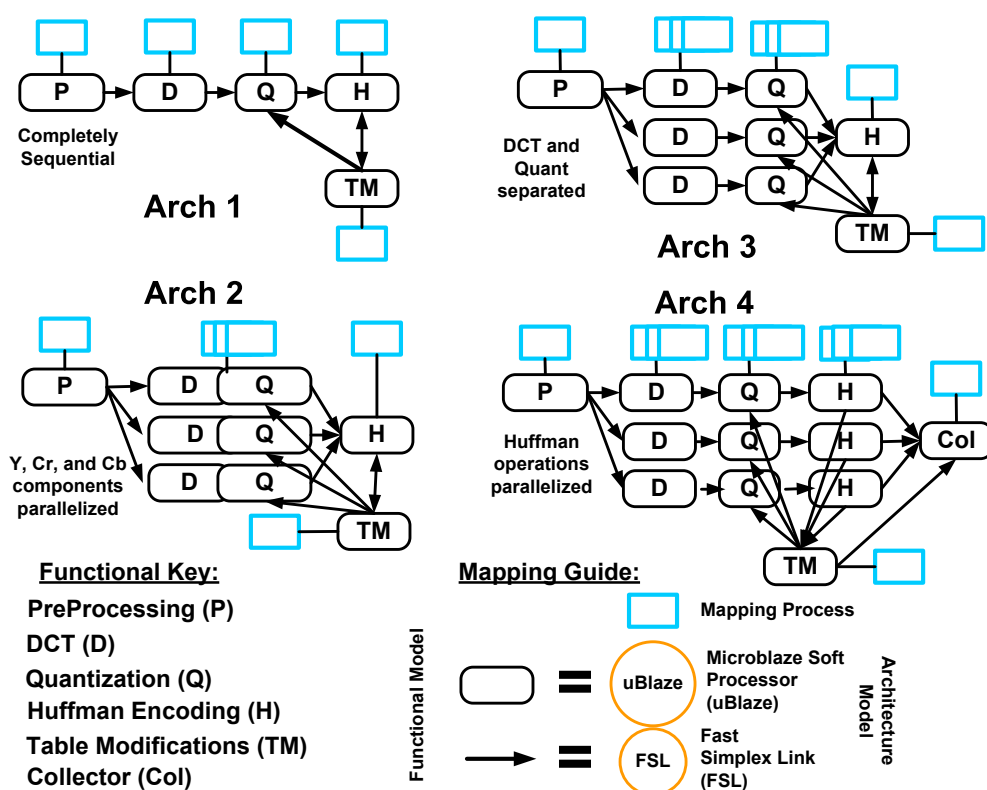 P
D
Q
H
Completely
Sequential
TM
Arch 1
P
D
Q
D
Q
H
DCT and
Quant
separated
D
Q
TM
Arch 3
Arch 2
P
D
Q
D
Q
H
Y, Cr, and Cb
components
parallelized
D
Q
TM
Arch 4
P
D
Q
H
D
Q
H
Col
Huffman
operations
parallelized
D
Q
H
TM
Functional Key:
PreProcessing (P)
DCT (D)
Quantization (Q)
Huffman Encoding (H)
Table Modifications (TM)
Collector (Col)
Mapping Guide:
Mapping Process
Functional Model
uBlaze
Microblaze Soft
Processor
(uBlaze)
FSL
Fast
Simplex Link
(FSL)
Architecture
Model